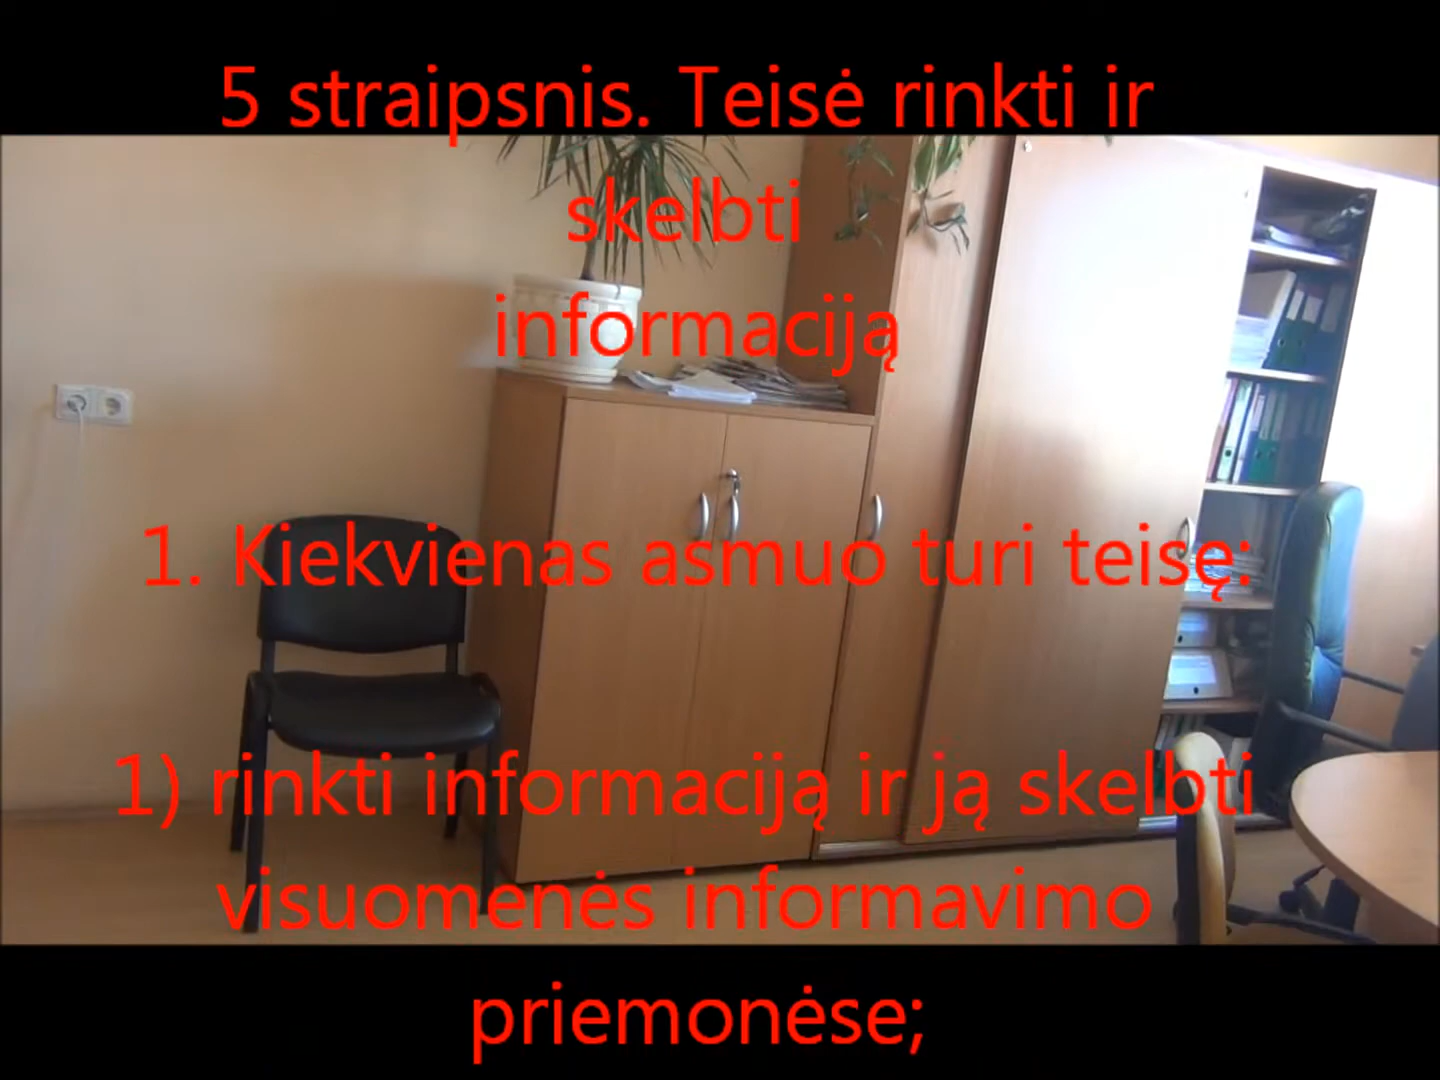 5 straipsnis. Teisė rinkti ir
skelbti
informaciją
1. Kiekvienas asmuo turi teisę:
1) rinkti informaciją ir ją skelbti
visuomenės informavimo
priemonėse;